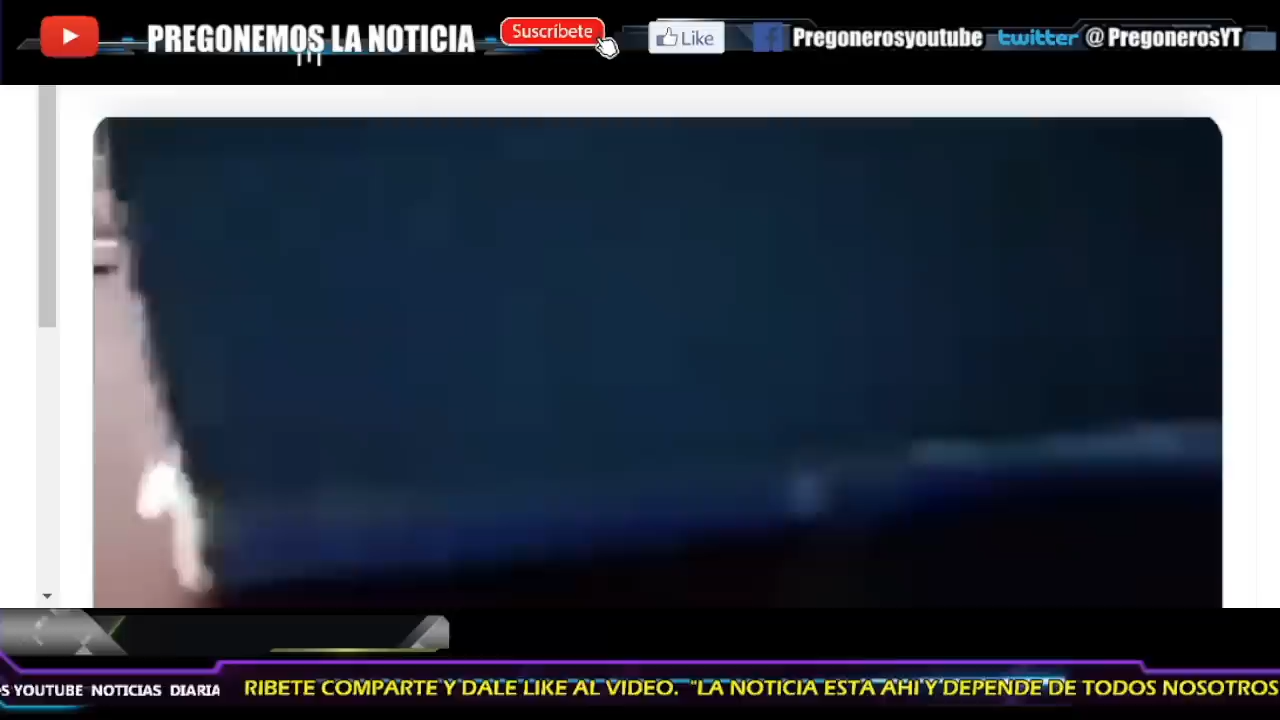 PREGONEMOS LA NOTICIA
Suscríbete
Like
Pregonerosyoutube
twitter @PregonerosYT
S YOUTUBE NOTICIAS DIARIA
RIBETE COMPARTE Y DALE LIKE AL VIDEO. "LA NOTICIA ESTA AHI Y DEPENDE DE TODOS NOSOTROS